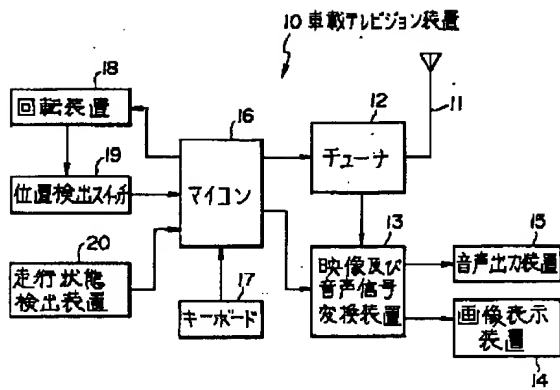 10 車載テレビジョン装置
18
回転装置
16
マイコン
12
チューナ
11
19
位置検出スイッチ
20
走行状態
検出装置
17
キーボード
13
映像及び
音声信号
変換装置
15
音声出力装置
画像表示
装置
14